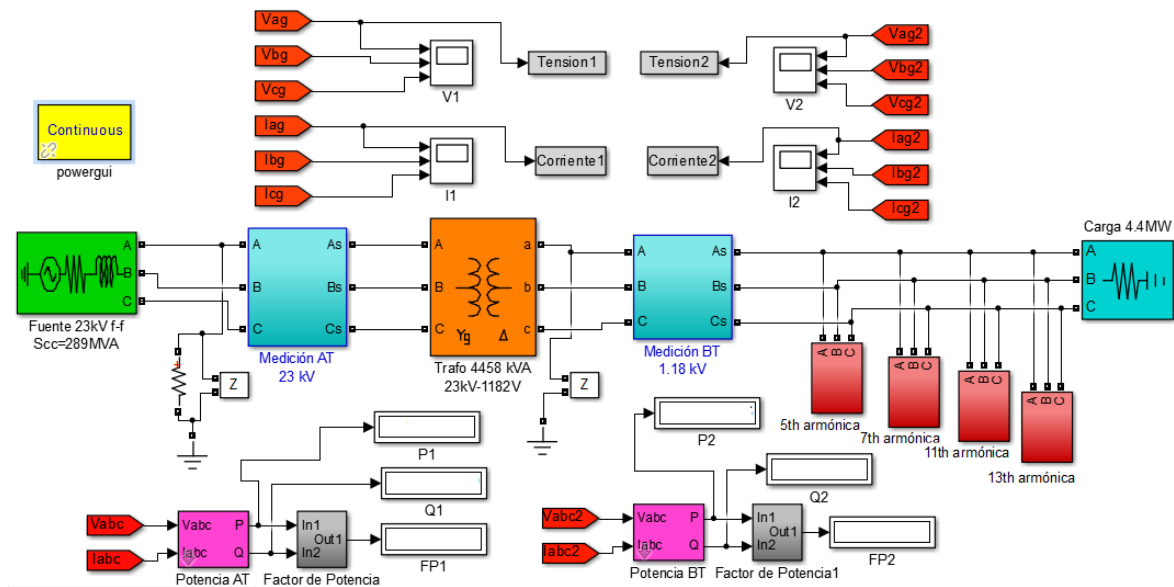 Vag
Vbg
Vcg
V1
Tension1
Tension2
V2
Vag2
Vbg2
Vcg2
Continuous
powergui
Iag
Ibg
Icg
I1
Corriente1
Corriente2
I2
Iag2
Ibg2
Icg2
A
B
C
Fuente 23kV f-f
Scc=289MVA
A
B
C
As
Bs
Cs
Medición AT
23 kV
A
B
C
a
b
c
Yg
Δ
Trafo 4458 kVA
23kV-1182V
A
B
C
As
Bs
Cs
Medición BT
1.18 kV
Carga 4.4MW
A
B
C
Z
Z
A B C
5th armónica
A B C
7th armónica
A B C
11th armónica
A B C
13th armónica
P1
Q1
FP1
P2
Q2
FP2
Vabc
Iabc
Vabc
Iabc
P
Q
Potencia AT
In1
In2
Out1
Factor de Potencia
Vabc2
Iabc2
Vabc
Iabc
P
Q
Potencia BT
In1
In2
Out1
Factor de Potencia1